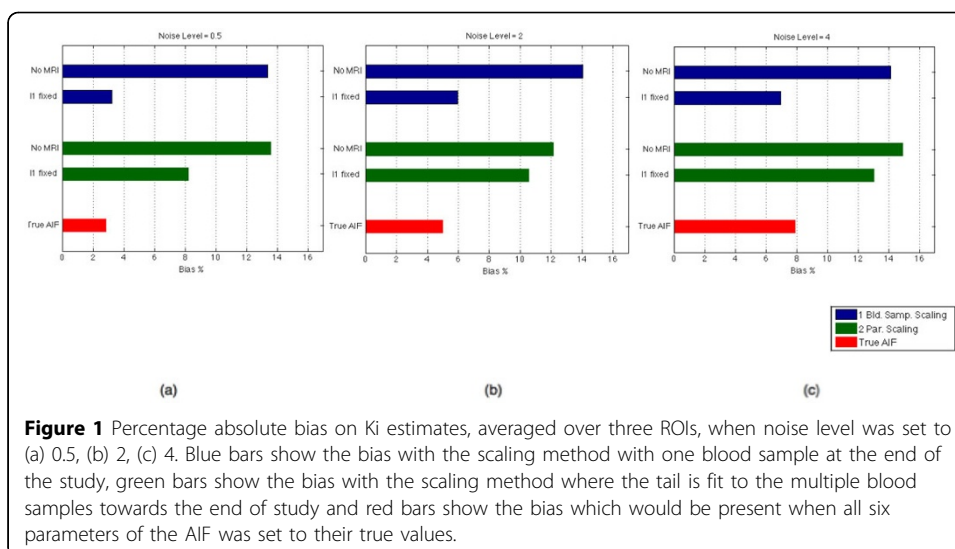 Noise Level = 0.5
No MRI
l1 fixed
No MRI
l1 fixed
True AIF
0 2 4 6 8 10 12 14 16
Bias %
(a)
Noise Level = 2
No MRI
l1 fixed
No MRI
l1 fixed
True AIF
0 2 4 6 8 10 12 14 16
Bias %
(b)
Noise Level = 4
No MRI
l1 fixed
No MRI
l1 fixed
True AIF
0 2 4 6 8 10 12 14 16
Bias %
1 Bld. Samp. Scaling
2 Par. Scaling
True AIF
(c)
Figure 1 Percentage absolute bias on Ki estimates, averaged over three ROIs, when noise level was set to
(a) 0.5, (b) 2, (c) 4. Blue bars show the bias with the scaling method with one blood sample at the end of
the study, green bars show the bias with the scaling method where the tail is fit to the multiple blood
samples towards the end of study and red bars show the bias which would be present when all six
parameters of the AIF was set to their true values.